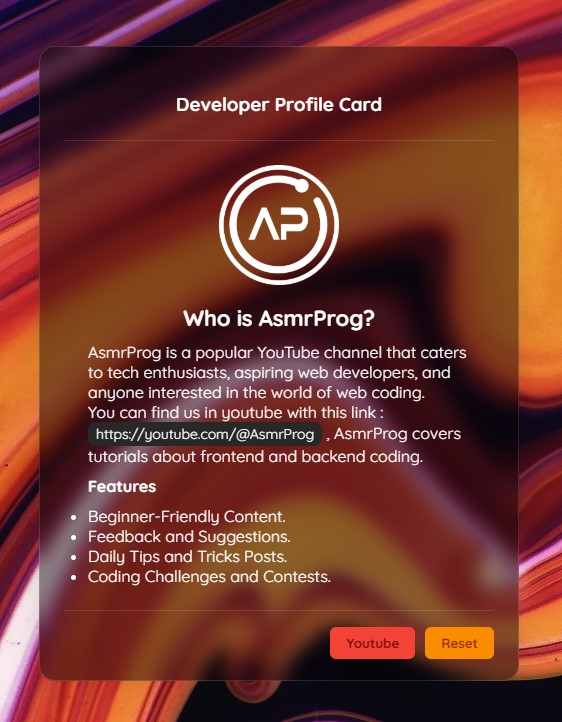 Developer Profile Card
AP
Who is AsmrProg?
AsmrProg is a popular YouTube channel that caters
to tech enthusiasts, aspiring web developers, and
anyone interested in the world of web coding.
You can find us in youtube with this link :
https://youtube.com/@AsmrProg , AsmrProg covers
tutorials about frontend and backend coding.
Features
• Beginner-Friendly Content.
• Feedback and Suggestions.
• Daily Tips and Tricks Posts.
• Coding Challenges and Contests.
Youtube Reset